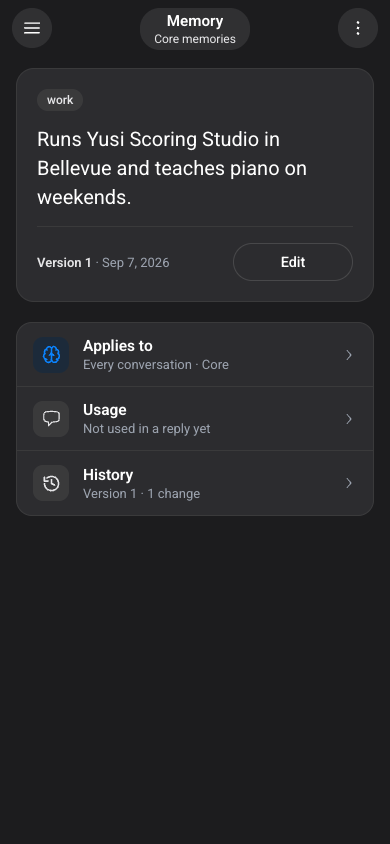 Memory
Core memories
work
Runs Yusi Scoring Studio in
Bellevue and teaches piano on
weekends.
Version 1 · Sep 7, 2026
Edit
Applies to
Every conversation · Core
Usage
Not used in a reply yet
History
Version 1 · 1 change